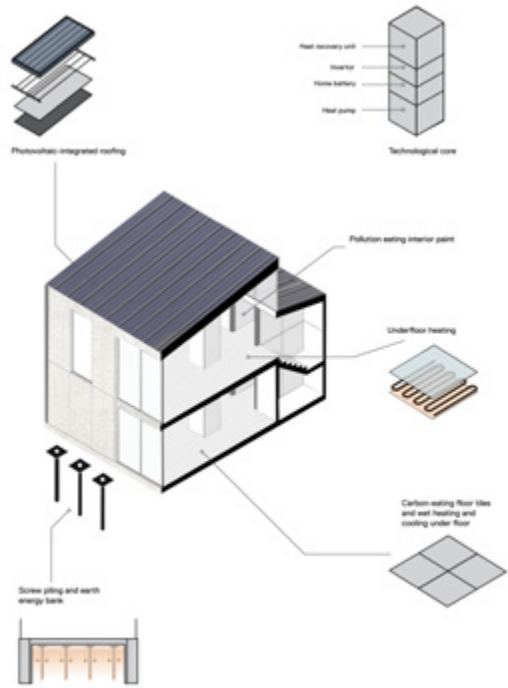 Heat recovery unit
Invertor
Home battery
Heat pump
Photovoltaic-integrated roofing
Technological core
Pollution eating interior paint
Underfloor heating
Carbon-eating floor tiles
and wet heating and
cooling under floor
Screw piling and earth
energy bank